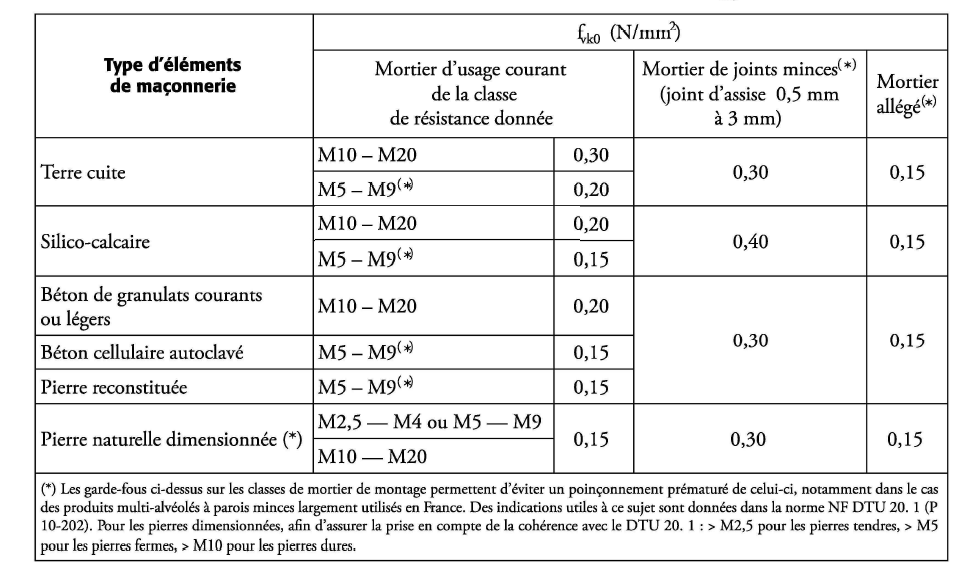 Type d'éléments
de maçonnerie
fvk0 (N/mm²)
Mortier d'usage courant
de la classe
de résistance donnée
Mortier de joints minces(*)
(joint d'assise 0,5 mm
à 3 mm)
Mortier
allégé(*)
Terre cuite
M10 – M20
0,30
M5 – M9(*)
0,20
0,30
0,15
Silico-calcaire
M10 – M20
0,20
M5 – M9(*)
0,15
0,40
0,15
Béton de granulats courants
ou légers
M10 – M20
0,20
Béton cellulaire autoclavé
M5 – M9(*)
0,15
Pierre reconstituée
M5 – M9(*)
0,15
0,30
0,15
Pierre naturelle dimensionnée (*)
M2,5 — M4 ou M5 — M9
M10 — M20
0,15
0,30
0,15
(*) Les garde-fous ci-dessus sur les classes de mortier de montage permettent d'éviter un poinçonnement prématuré de celui-ci, notamment dans le cas
des produits multi-alvéolés à parois minces largement utilisés en France. Des indications utiles à ce sujet sont données dans la norme NF DTU 20. 1 (P
10-202). Pour les pierres dimensionnées, afin d'assurer la prise en compte de la cohérence avec le DTU 20. 1 : > M2,5 pour les pierres tendres, > M5
pour les pierres fermes, > M10 pour les pierres dures.